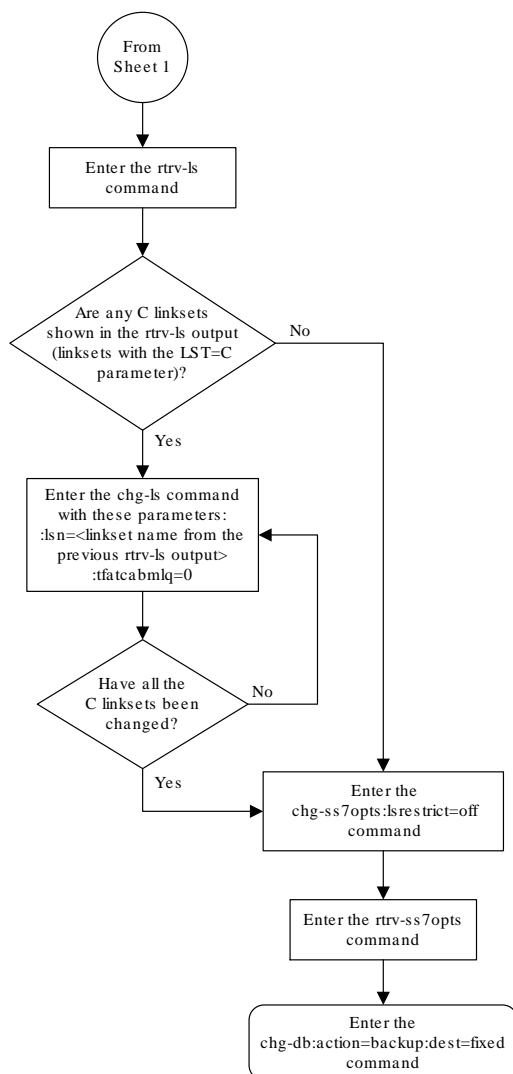 From
Sheet 1
Enter the rtrv-ls
command
Are any C linksets
shown in the rtrv-ls output
(linksets with the LST=C
parameter)?
No
Yes
Enter the chg-ls command
with these parameters:
:lsn=<linkset name from the
previous rtrv-ls output>
:tfatcabmlq=0
Have all the
C linksets been
changed?
No
Yes
Enter the
chg-ss7opts:lsrestrict=off
command
Enter the rtrv-ss7opts
command
Enter the
chg-db:action=backup:dest=fixed
command